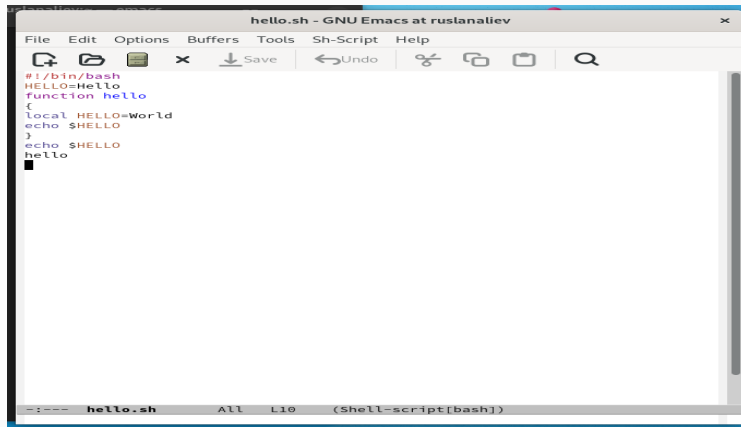 hello.sh - GNU Emacs at ruslanaliev
File Edit Options Buffers Tools Sh-Script Help
Save Undo
#!/bin/bash
HELLO=Hello
function hello
{
local HELLO=World
echo $HELLO
}
echo $HELLO
hello
-:--- hello.sh All L10 (Shell-script[bash])